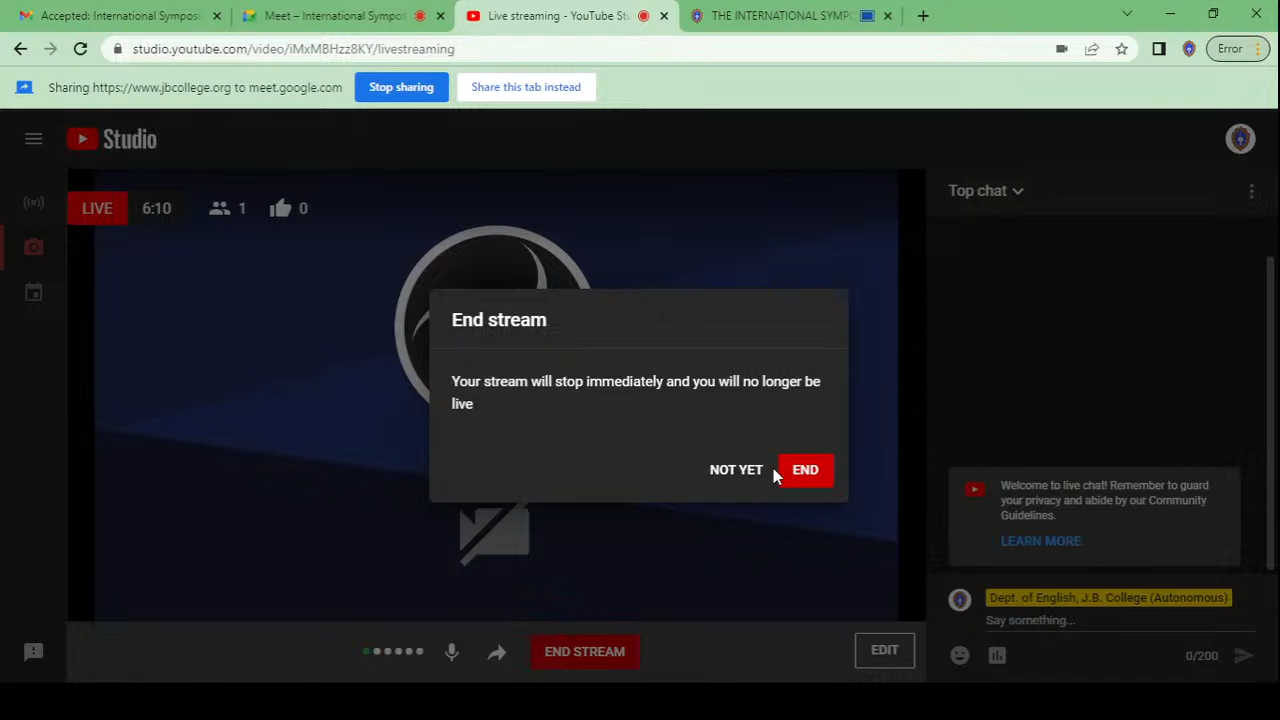 Accepted: International Symposi
Meet – International Sympos
Live streaming - YouTube Stu
THE INTERNATIONAL SYMPO
studio.youtube.com/video/iMxMBHzz8KY/livestreaming
Error
Sharing https://www.jbcollege.org to meet.google.com
Stop sharing
Share this tab instead
Studio
Top chat
LIVE
6:10
1
0
End stream
Your stream will stop immediately and you will no longer be
live
NOT YET
END
Welcome to live chat! Remember to guard
your privacy and abide by our Community
Guidelines.
LEARN MORE
Dept. of English, J.B. College (Autonomous)
Say something...
END STREAM
EDIT
0/200